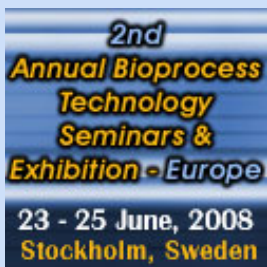 2nd
Annual Bioprocess
Technology
Seminars &
Exhibition - Europe
23 - 25 June, 2008
Stockholm, Sweden